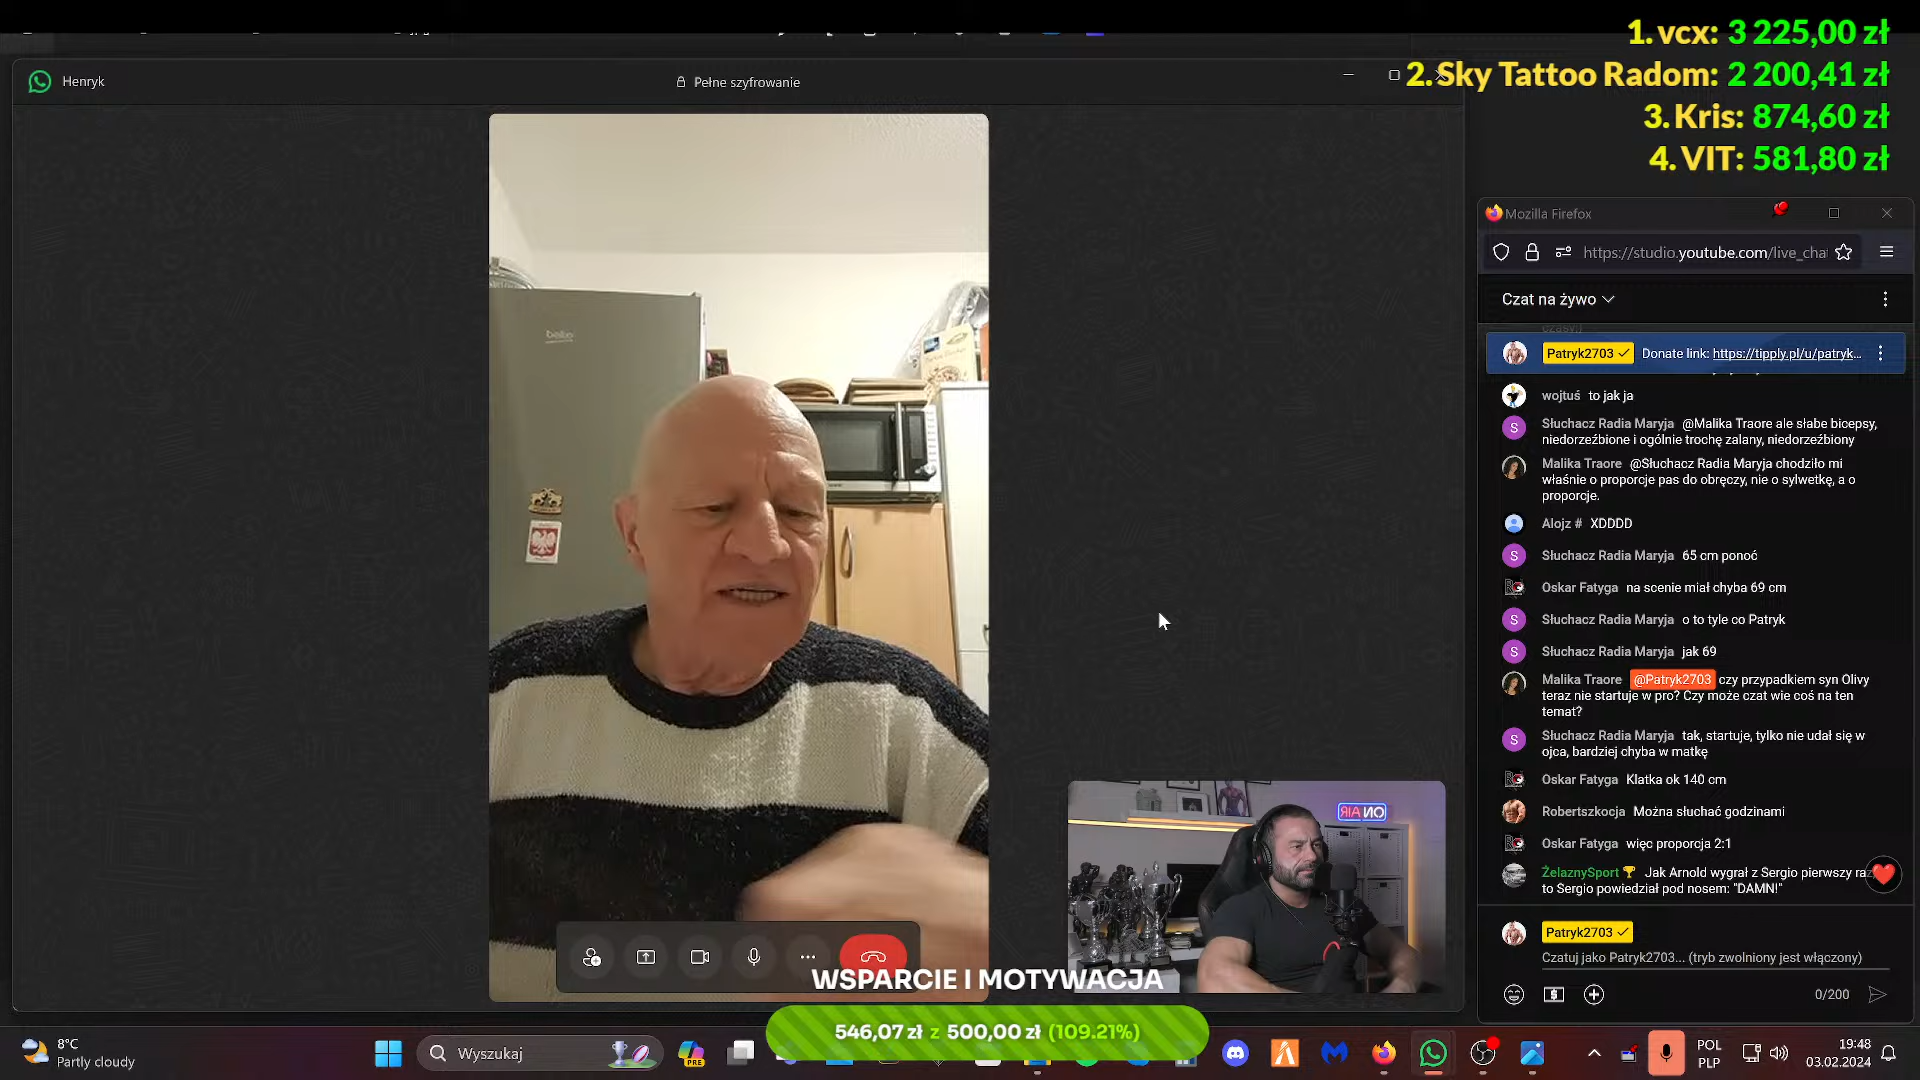 1. vcx: 3 225,00 zł
2. Sky Tattoo Radom: 2 200,41 zł
3. Kris: 874,60 zł
4. VIT: 581,80 zł
Henryk
Pełne szyfrowanie
beko
Mozilla Firefox
https://studio.youtube.com/live_cha
Czat na żywo
czasy;)
Patryk2703 Donate link: https://tipply.pl/u/patryk...
wojtuś to jak ja
Słuchacz Radia Maryja @Malika Traore ale słabe bicepsy,
niedorzeźbione i ogólnie trochę zalany, niedorzeźbiony
Malika Traore @Słuchacz Radia Maryja chodziło mi
właśnie o proporcje pas do obręczy, nie o sylwetkę, a o
proporcje.
Alojz # XDDDD
Słuchacz Radia Maryja 65 cm ponoć
Oskar Fatyga na scenie miał chyba 69 cm
Słuchacz Radia Maryja o to tyle co Patryk
Słuchacz Radia Maryja jak 69
Malika Traore @Patryk2703 czy przypadkiem syn Olivy
teraz nie startuje w pro? Czy może czat wie coś na ten
temat?
Słuchacz Radia Maryja tak, startuje, tylko nie udał się w
ojca, bardziej chyba w matkę
Oskar Fatyga Klatka ok 140 cm
Robertszkocja Można słuchać godzinami
Oskar Fatyga więc proporcja 2:1
ŻelaznySport Jak Arnold wygrał z Sergio pierwszy raz
to Sergio powiedział pod nosem: "DAMN!"
Patryk2703
Czatuj jako Patryk2703... (tryb zwolniony jest włączony)
0/200
ON AIR
WSPARCIE I MOTYWACJA
546,07 zł z 500,00 zł (109.21%)
8°C
Partly cloudy
Wyszukaj
PRE
POL
PLP
19:48
03.02.2024